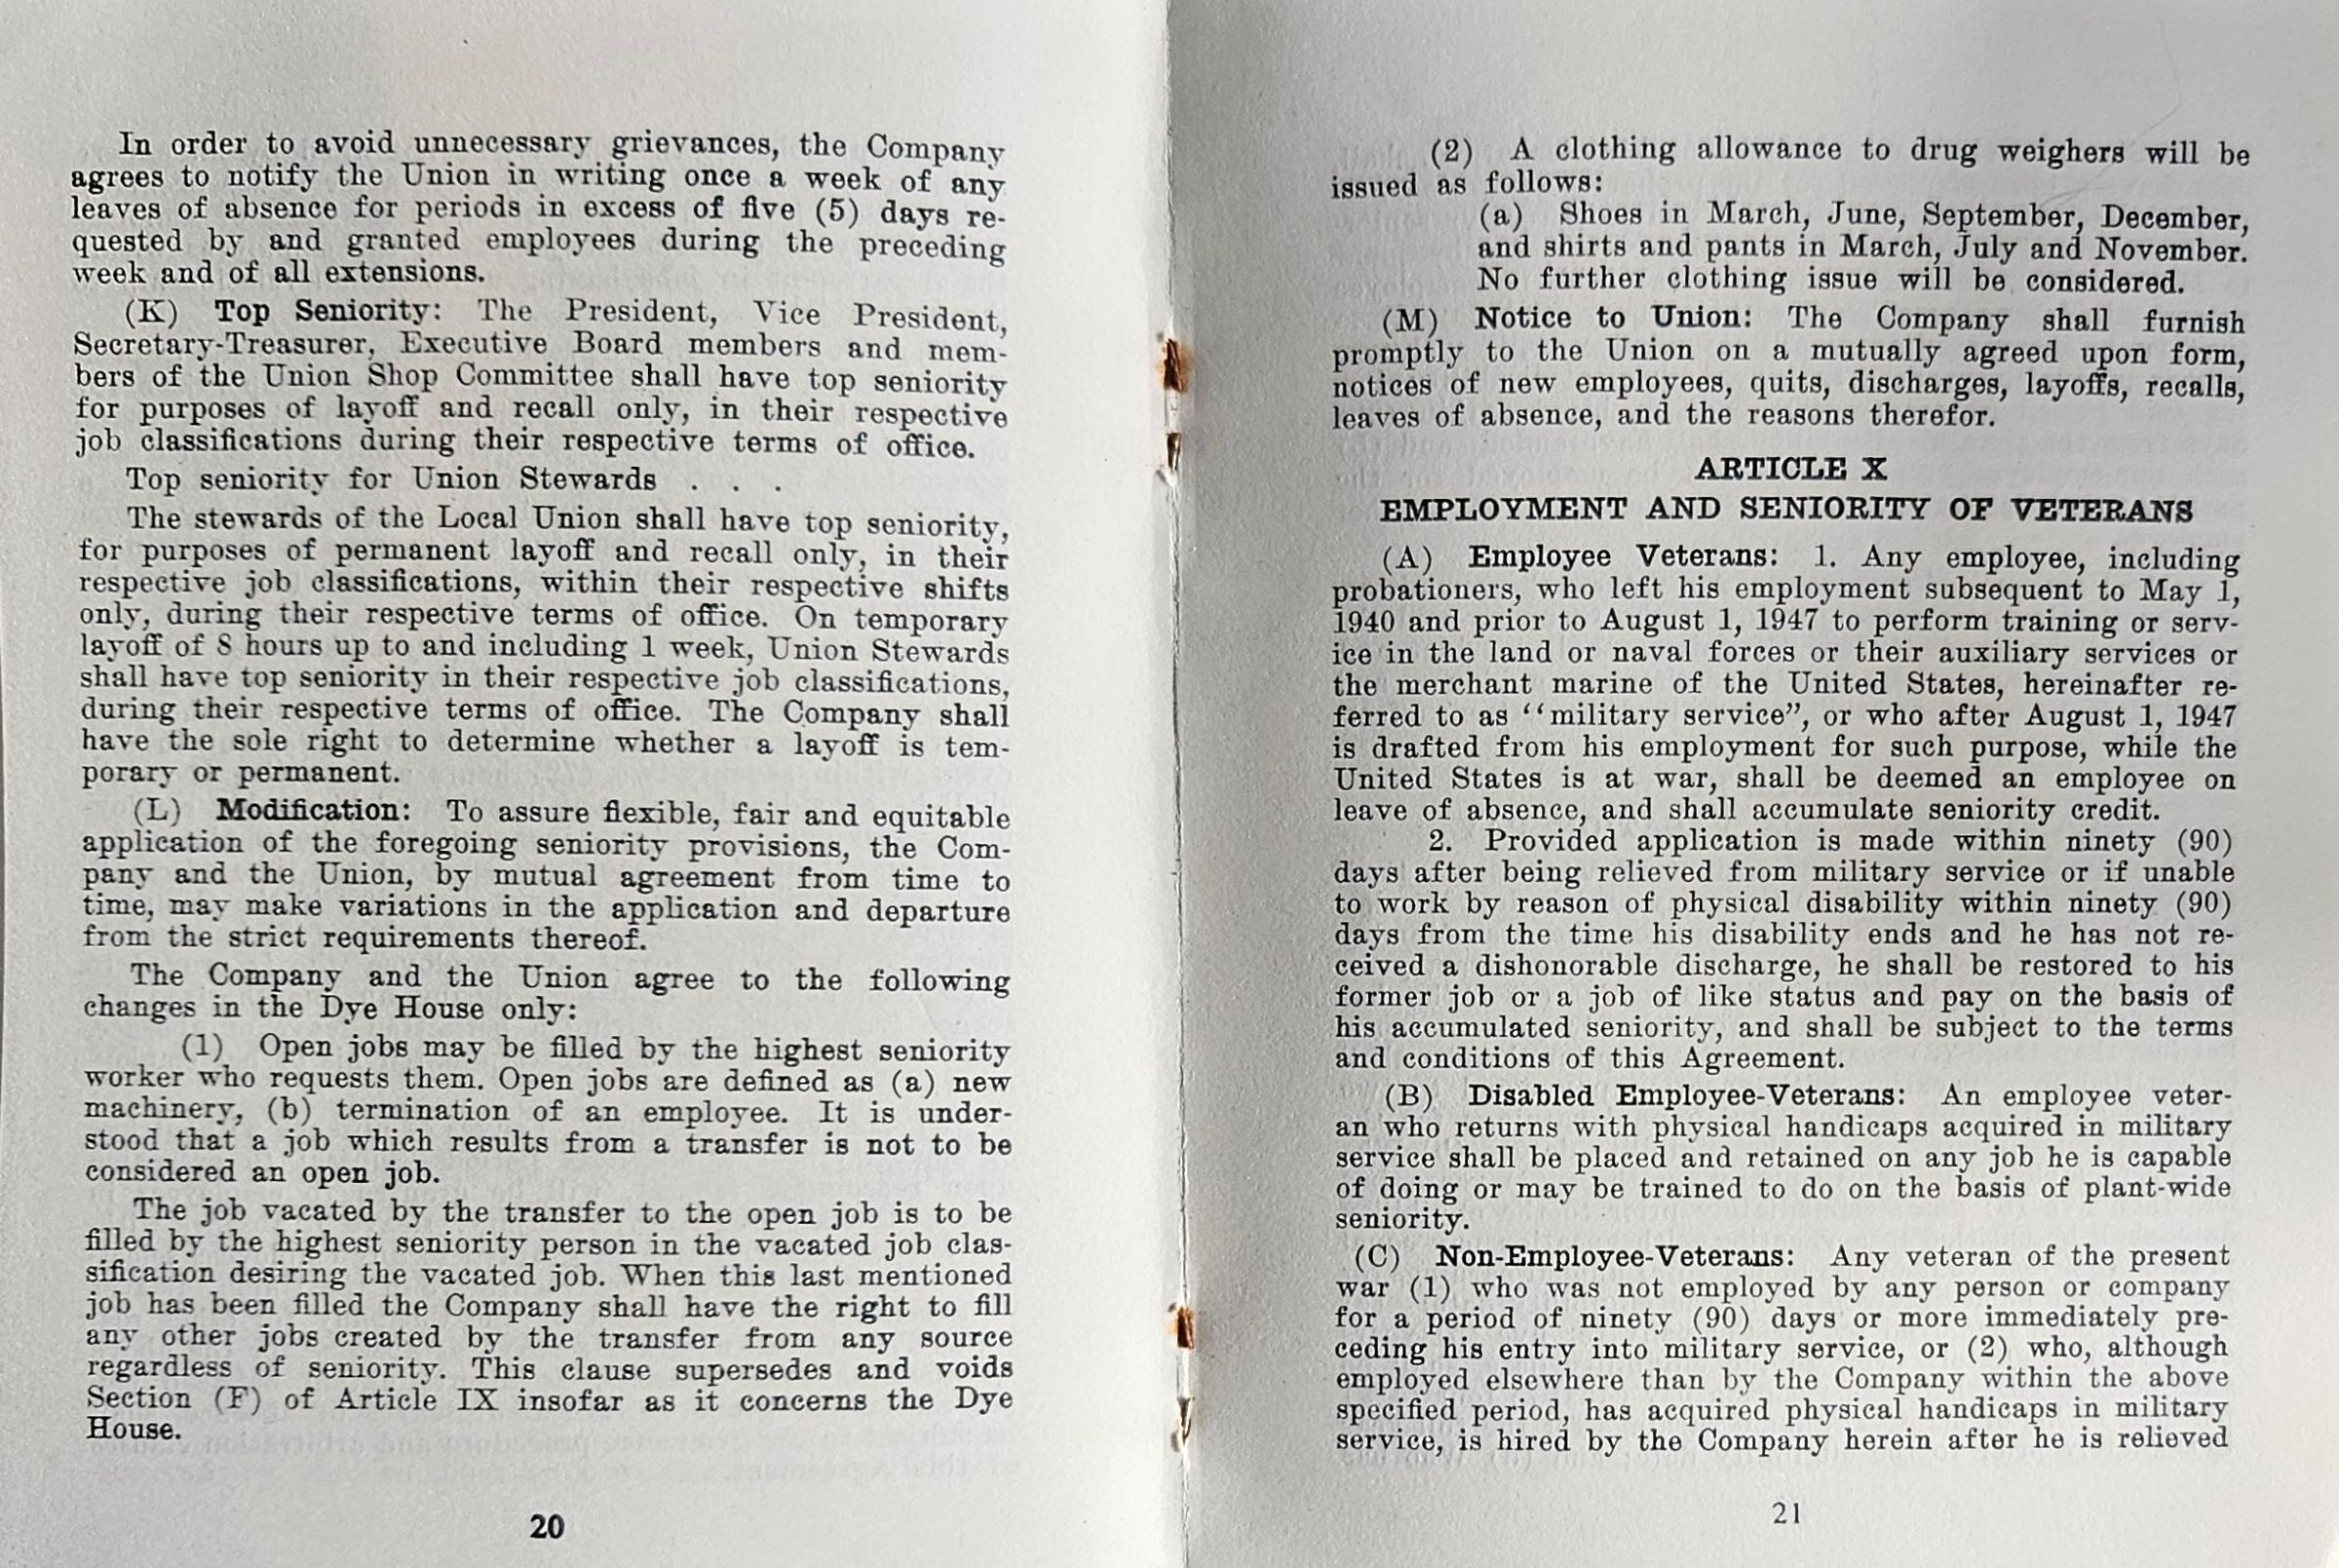 In order to avoid unnecessary grievances, the Company
agrees to notify the Union in writing once a week of any
leaves of absence for periods in excess of five (5) days re-
quested by and granted employees during the preceding
week and of all extensions.
(K) Top Seniority: The President, Vice President,
Secretary-Treasurer, Executive Board members and mem-
bers of the Union Shop Committee shall have top seniority
for purposes of layoff and recall only, in their respective
job classifications during their respective terms of office.
Top seniority for Union Stewards . . .
The stewards of the Local Union shall have top seniority,
for purposes of permanent layoff and recall only, in their
respective job classifications, within their respective shifts
only, during their respective terms of office. On temporary
layoff of 8 hours up to and including 1 week, Union Stewards
shall have top seniority in their respective job classifications,
during their respective terms of office. The Company shall
have the sole right to determine whether a layoff is tem-
porary or permanent.
(L) Modification: To assure flexible, fair and equitable
application of the foregoing seniority provisions, the Com-
pany and the Union, by mutual agreement from time to
time, may make variations in the application and departure
from the strict requirements thereof.
The Company and the Union agree to the following
changes in the Dye House only:
(1) Open jobs may be filled by the highest seniority
worker who requests them. Open jobs are defined as (a) new
machinery, (b) termination of an employee. It is under-
stood that a job which results from a transfer is not to be
considered an open job.
The job vacated by the transfer to the open job is to be
filled by the highest seniority person in the vacated job clas-
sification desiring the vacated job. When this last mentioned
job has been filled the Company shall have the right to fill
any other jobs created by the transfer from any source
regardless of seniority. This clause supersedes and voids
Section (F) of Article IX insofar as it concerns the Dye
House.
20
(2) A clothing allowance to drug weighers will be
issued as follows:
(a) Shoes in March, June, September, December,
and shirts and pants in March, July and November.
No further clothing issue will be considered.
(M) Notice to Union: The Company shall furnish
promptly to the Union on a mutually agreed upon form,
notices of new employees, quits, discharges, layoffs, recalls,
leaves of absence, and the reasons therefor.
ARTICLE X
EMPLOYMENT AND SENIORITY OF VETERANS
(A) Employee Veterans: 1. Any employee, including
probationers, who left his employment subsequent to May 1,
1940 and prior to August 1, 1947 to perform training or serv-
ice in the land or naval forces or their auxiliary services or
the merchant marine of the United States, hereinafter re-
ferred to as “military service”, or who after August 1, 1947
is drafted from his employment for such purpose, while the
United States is at war, shall be deemed an employee on
leave of absence, and shall accumulate seniority credit.
2. Provided application is made within ninety (90)
days after being relieved from military service or if unable
to work by reason of physical disability within ninety (90)
days from the time his disability ends and he has not re-
ceived a dishonorable discharge, he shall be restored to his
former job or a job of like status and pay on the basis of
his accumulated seniority, and shall be subject to the terms
and conditions of this Agreement.
(B) Disabled Employee-Veterans: An employee veter-
an who returns with physical handicaps acquired in military
service shall be placed and retained on any job he is capable
of doing or may be trained to do on the basis of plant-wide
seniority.
(C) Non-Employee-Veterans: Any veteran of the present
war (1) who was not employed by any person or company
for a period of ninety (90) days or more immediately pre-
ceding his entry into military service, or (2) who, although
employed elsewhere than by the Company within the above
specified period, has acquired physical handicaps in military
service, is hired by the Company herein after he is relieved
21